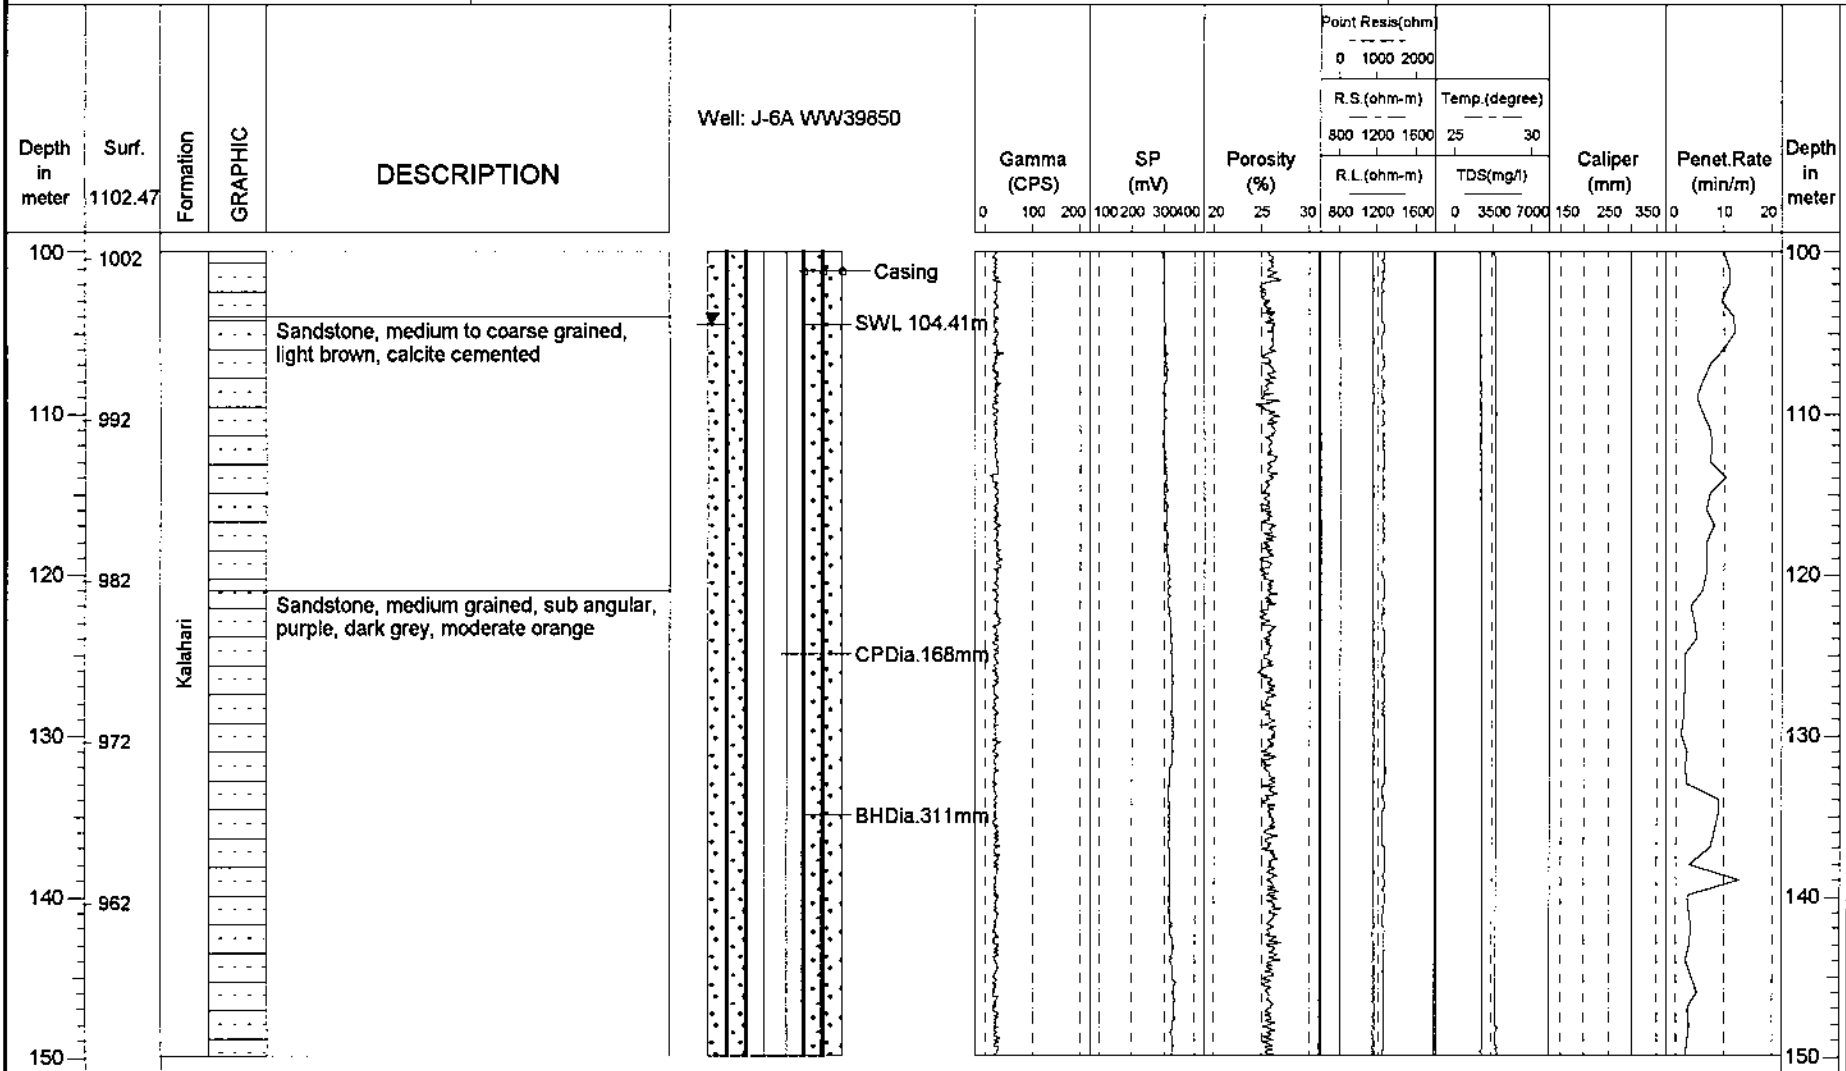 Depth
in
meter
Surf.
1102.47
Formation
GRAPHIC
DESCRIPTION
Well: J-6A WW39850
Gamma
(CPS)
0 100 200
SP
(mV)
100 200 300 400
Porosity
(%)
20 25 30
Point Resis(ohm)
0 1000 2000
R.S.(ohm-m)
800 1200 1600
R.L.(ohm-m)
800 1200 1600
Temp.(degree)
25 30
TDS(mg/l)
0 3500 7000
Caliper
(mm)
150 250 350
Penet.Rate
(min/m)
0 10 20
Depth
in
meter
100
1002
Casing
100
SWL 104.41m
Sandstone, medium to coarse grained,
light brown, calcite cemented
110
992
110
120
982
120
Sandstone, medium grained, sub angular,
purple, dark grey, moderate orange
Kalahari
CPDia.168mm
130
972
130
BHDia.311mm
140
962
140
150
150